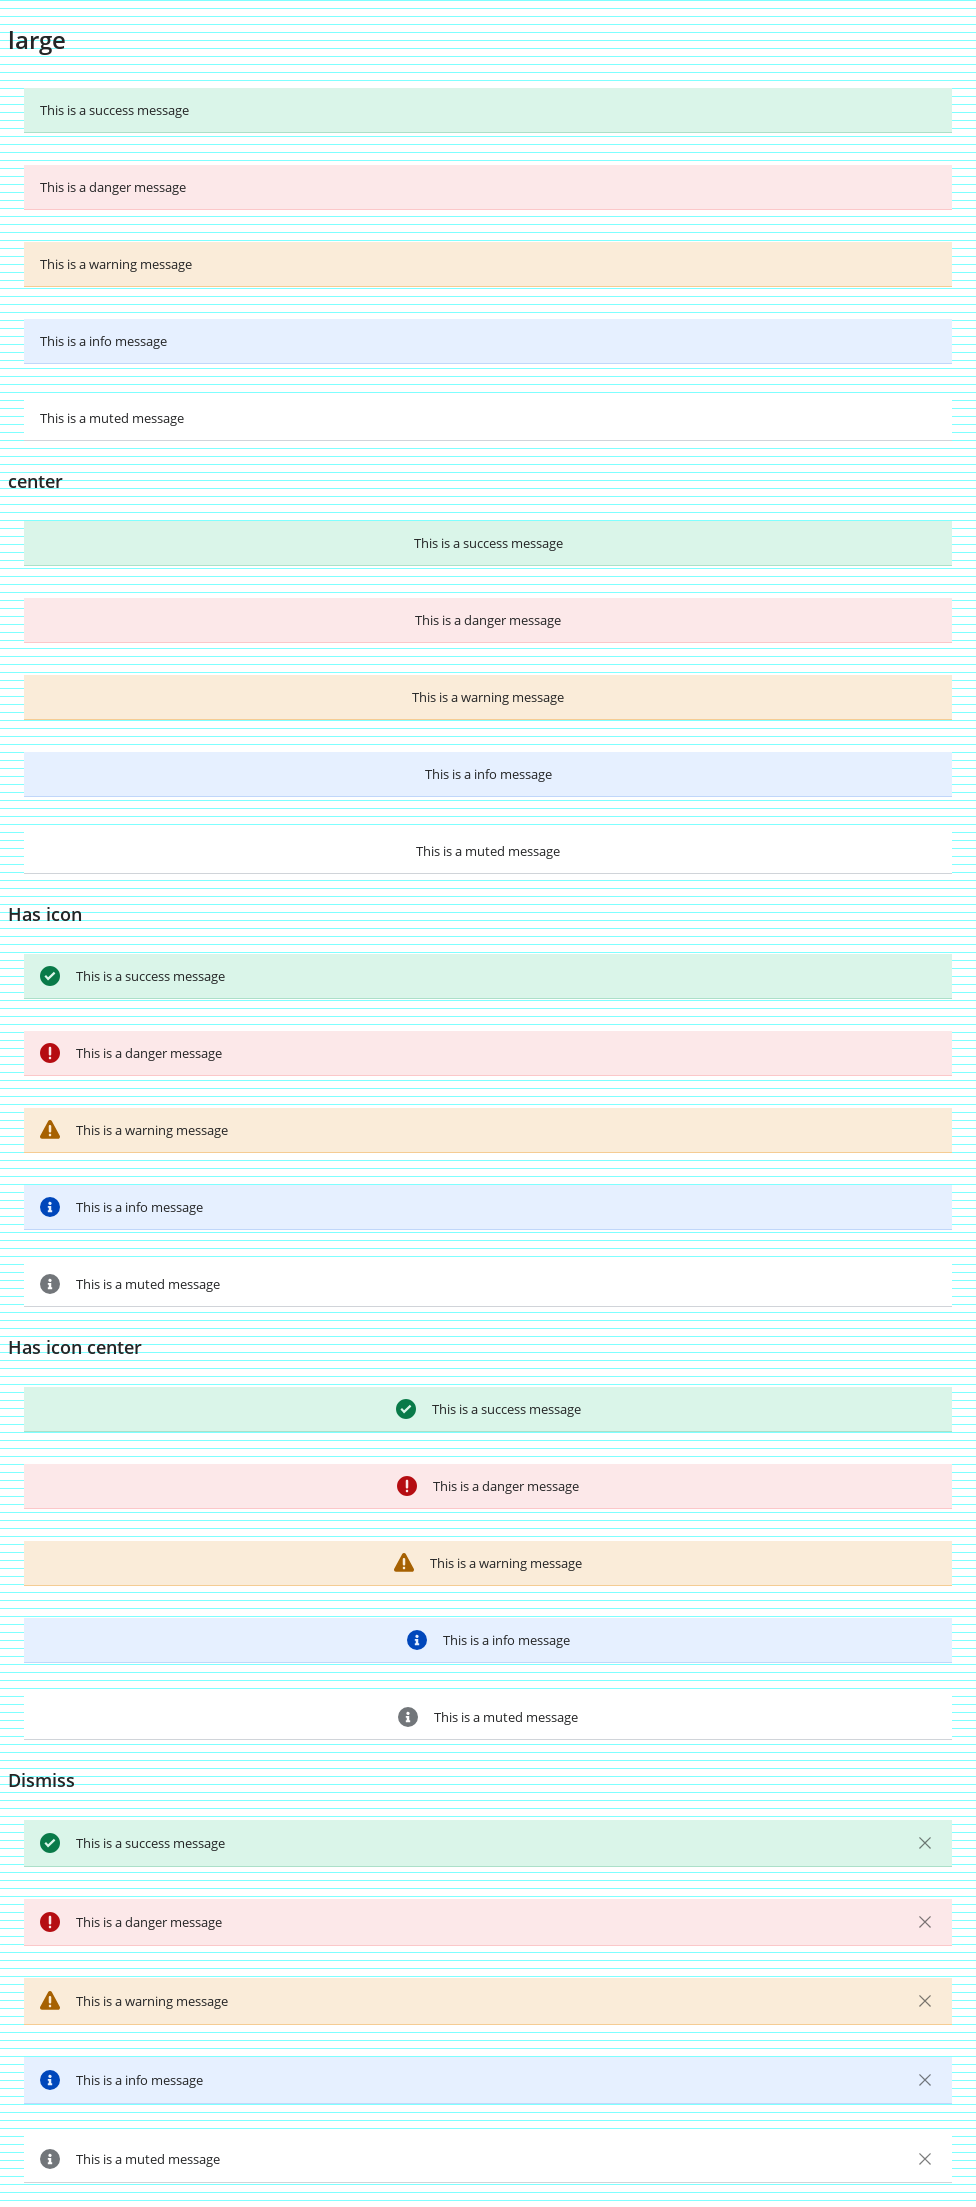 large
This is a success message
This is a danger message
This is a warning message
This is a info message
This is a muted message
center
This is a success message
This is a danger message
This is a warning message
This is a info message
This is a muted message
Has icon
This is a success message
This is a danger message
This is a warning message
This is a info message
This is a muted message
Has icon center
This is a success message
This is a danger message
This is a warning message
This is a info message
This is a muted message
Dismiss
This is a success message
This is a danger message
This is a warning message
This is a info message
This is a muted message